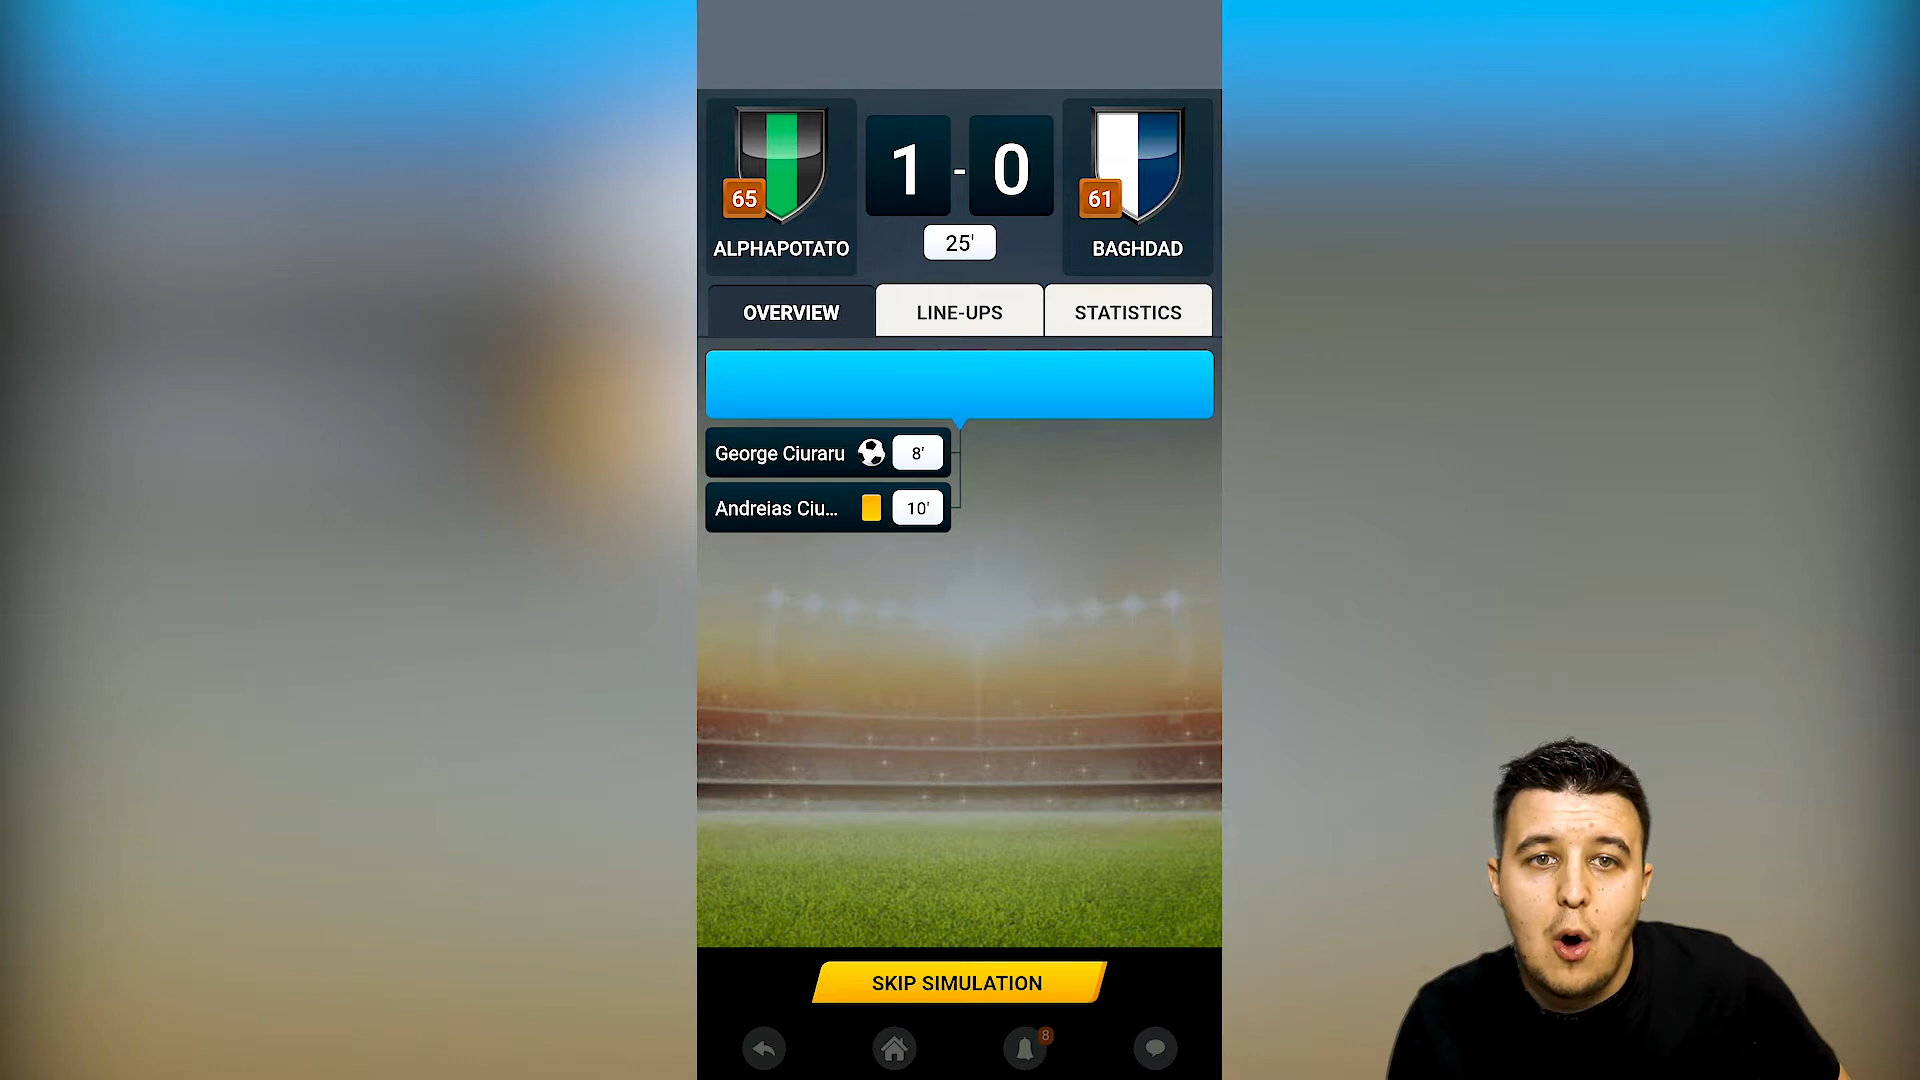 1 - 0
65
61
ALPHAPOTATO
25'
BAGHDAD
OVERVIEW
LINE-UPS
STATISTICS
George Ciuraru 8'
Andreias Ciu... 10'
SKIP SIMULATION
8